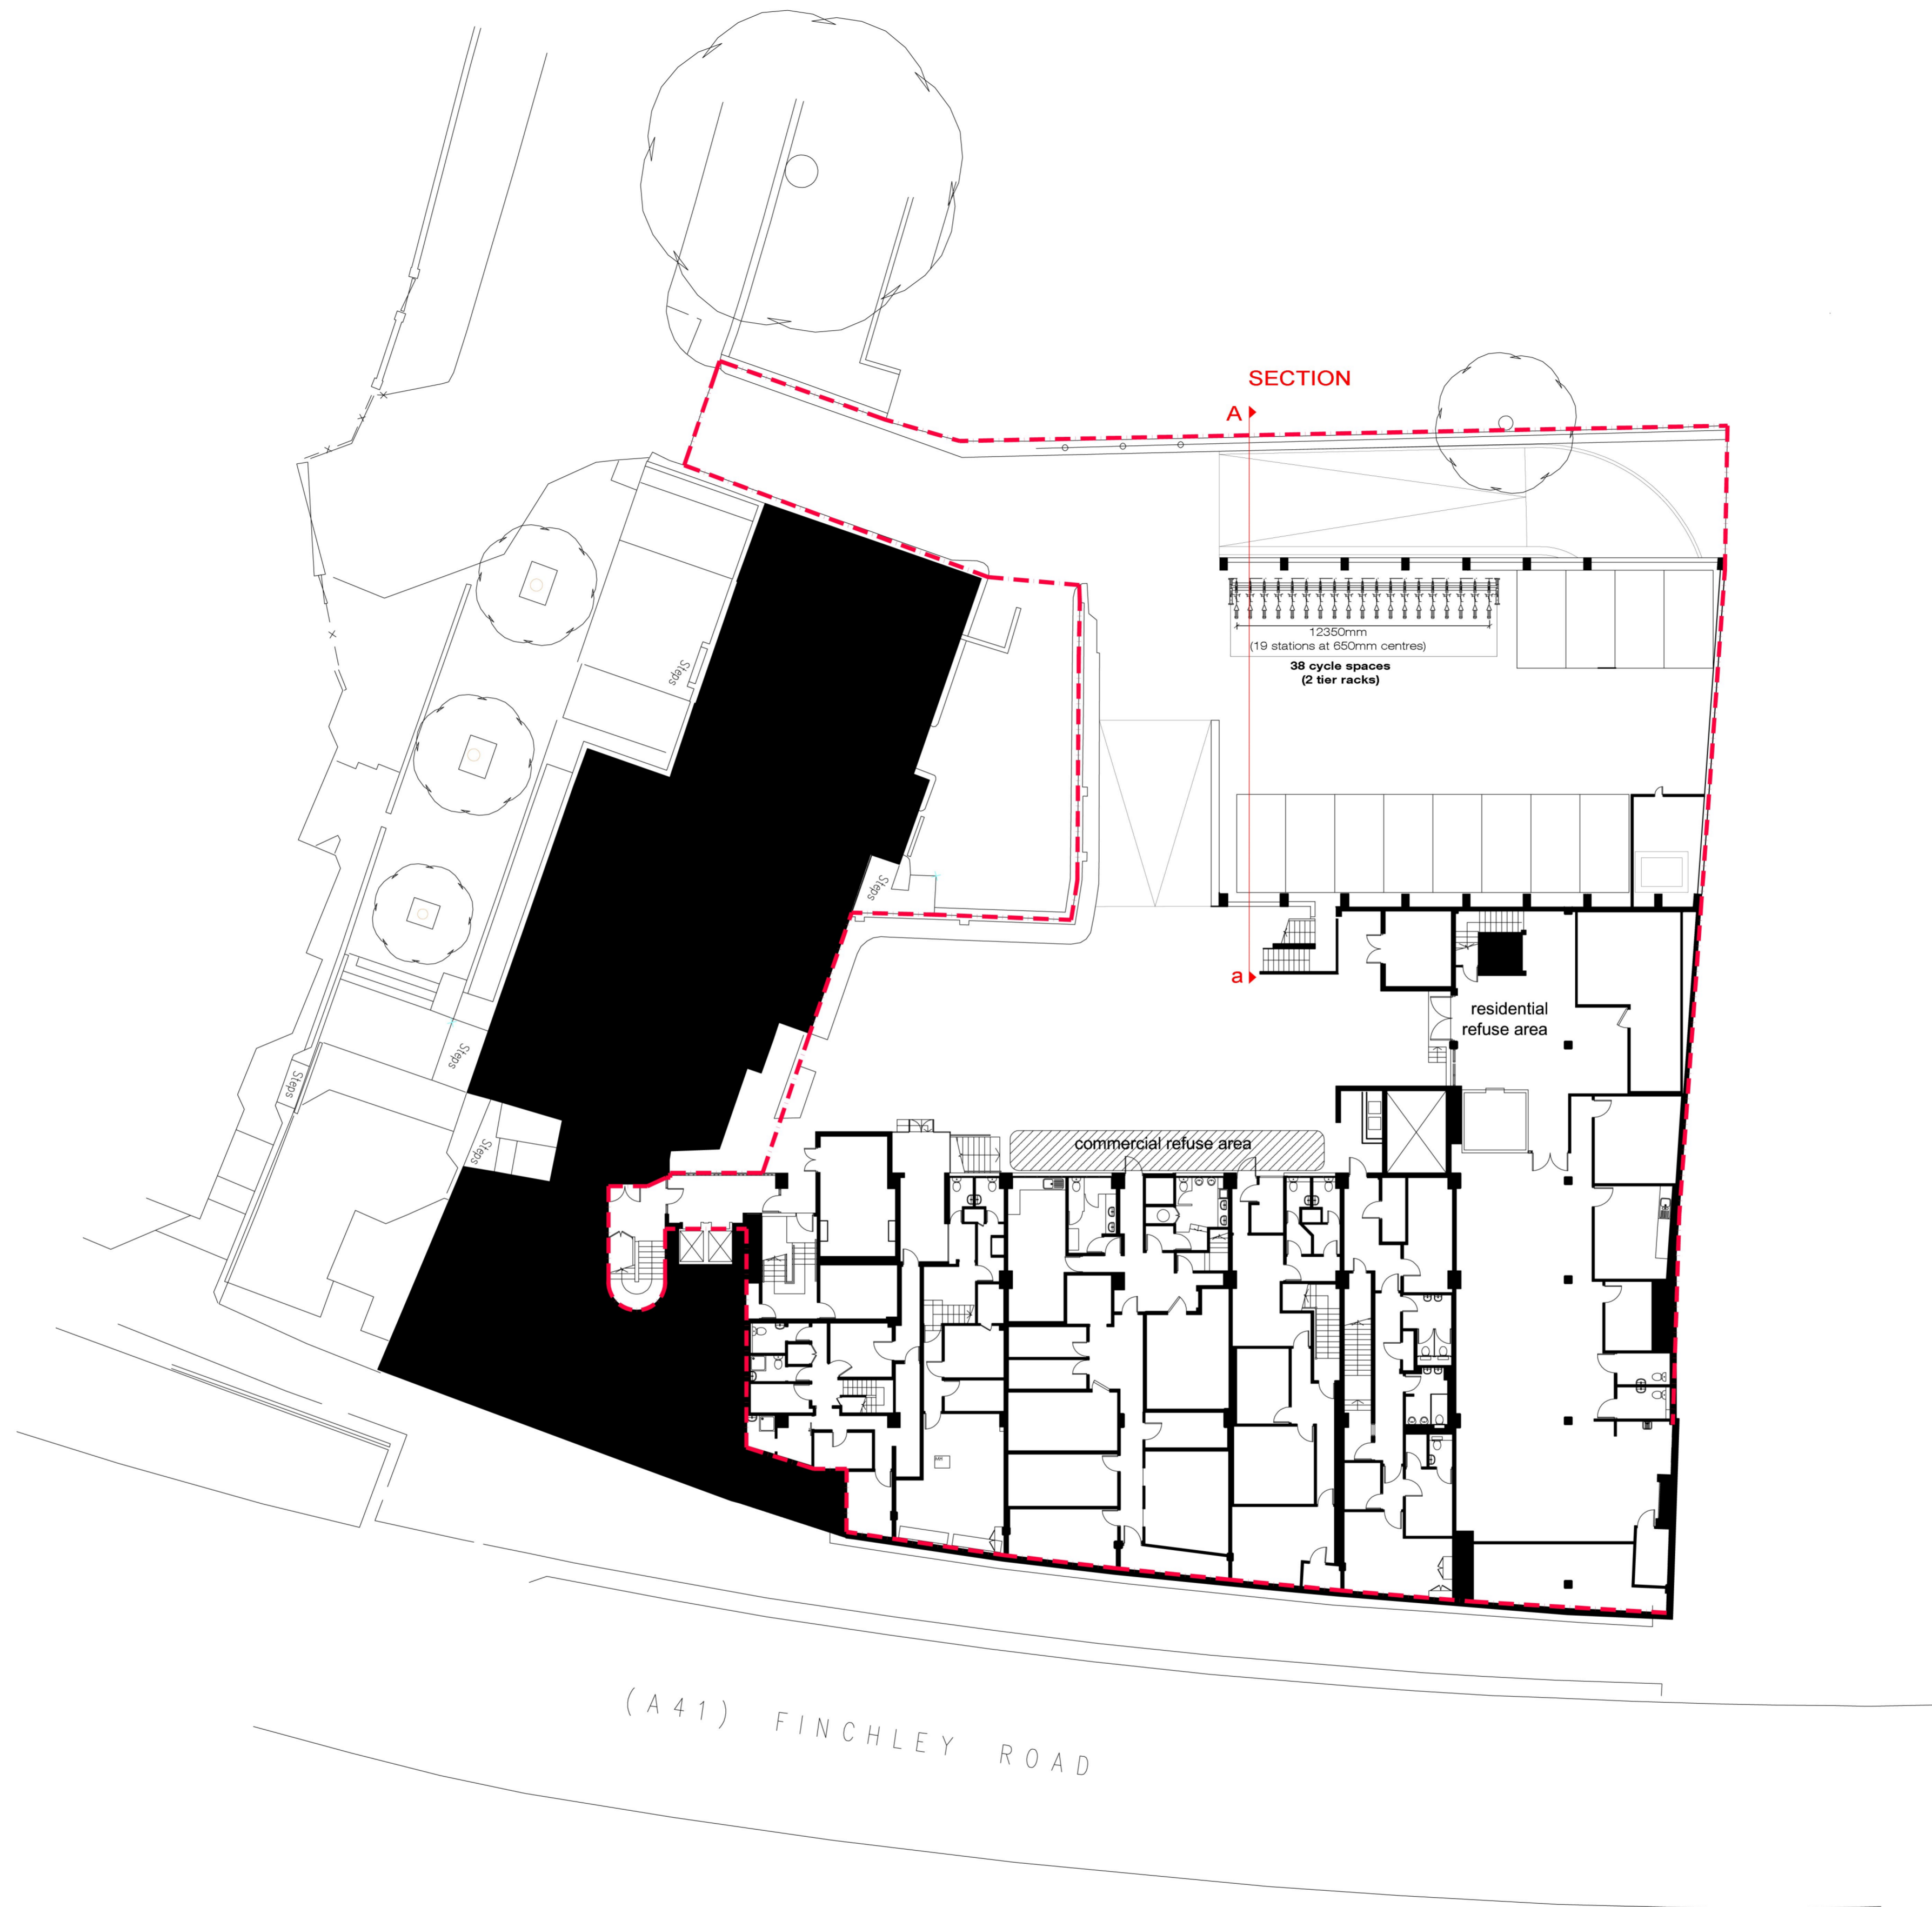 SECTION
A
12350mm
(19 stations at 650mm centres)
38 cycle spaces
(2 tier racks)
Steps
Steps
a
residential
refuse area
Steps
Steps
commercial refuse area
Steps
(A41) FINCHLEY ROAD